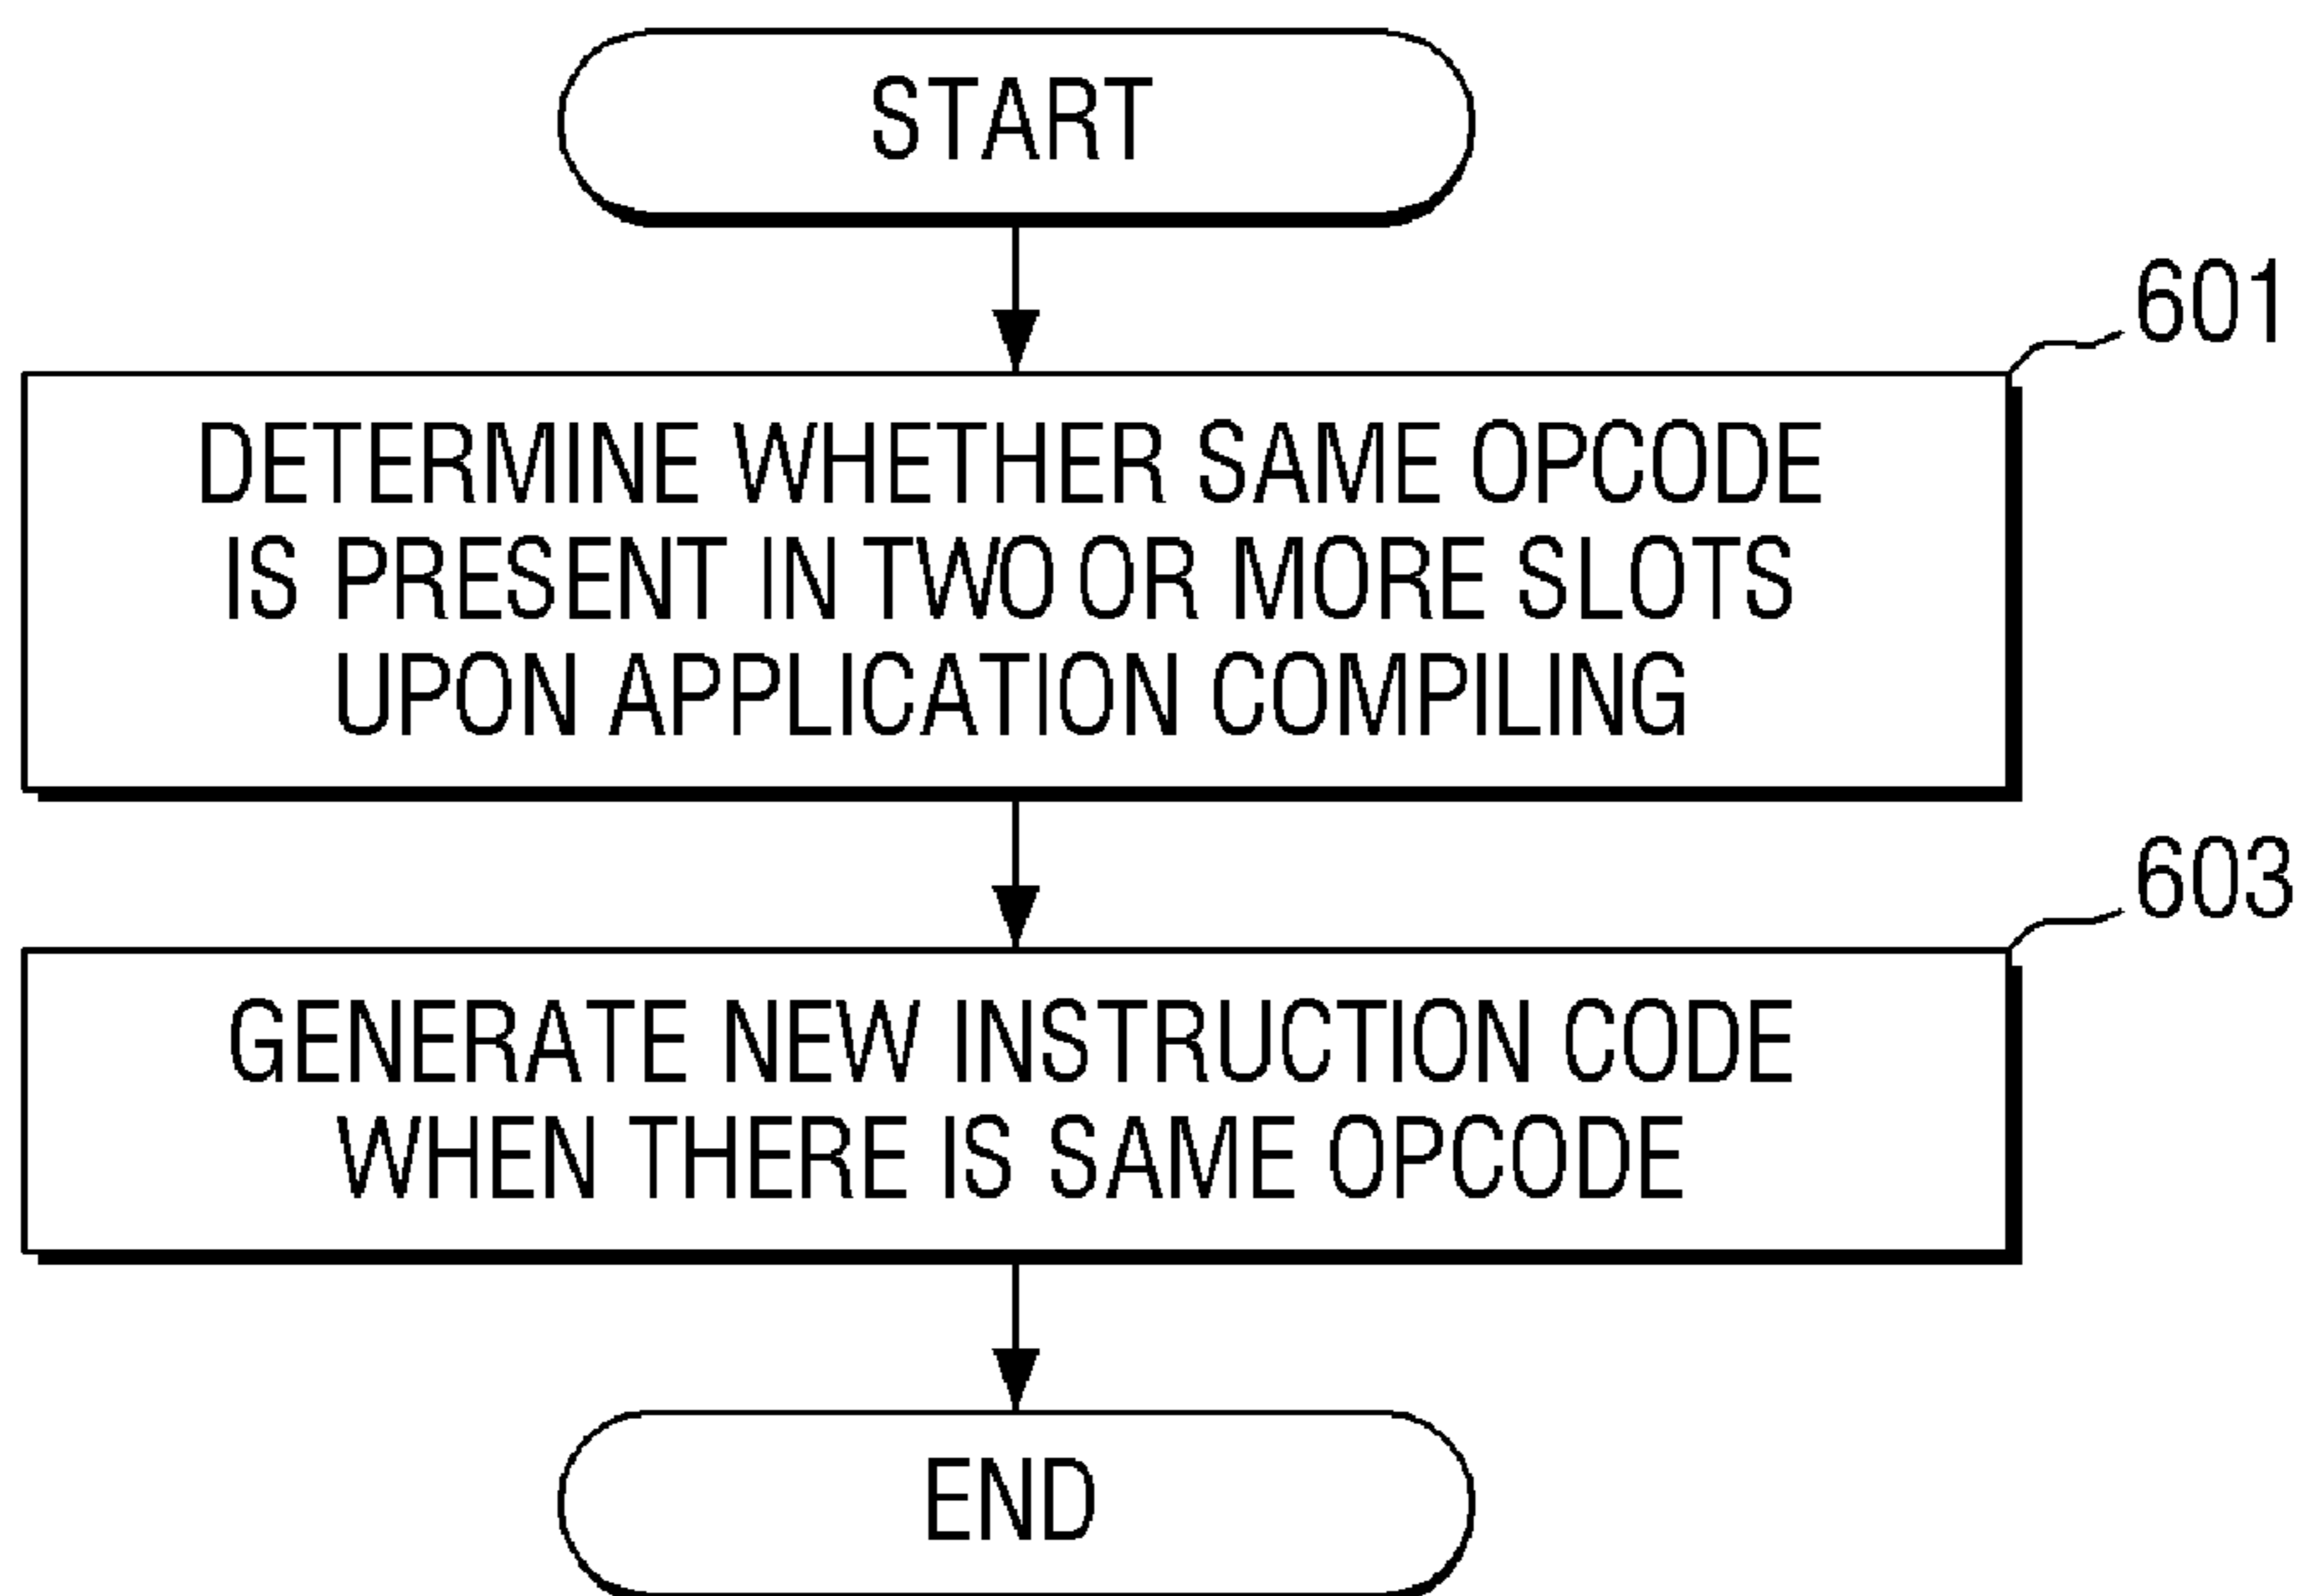 START
601
DETERMINE WHETHER SAME OPCODE
IS PRESENT IN TWO OR MORE SLOTS
UPON APPLICATION COMPILING
603
GENERATE NEW INSTRUCTION CODE
WHEN THERE IS SAME OPCODE
END